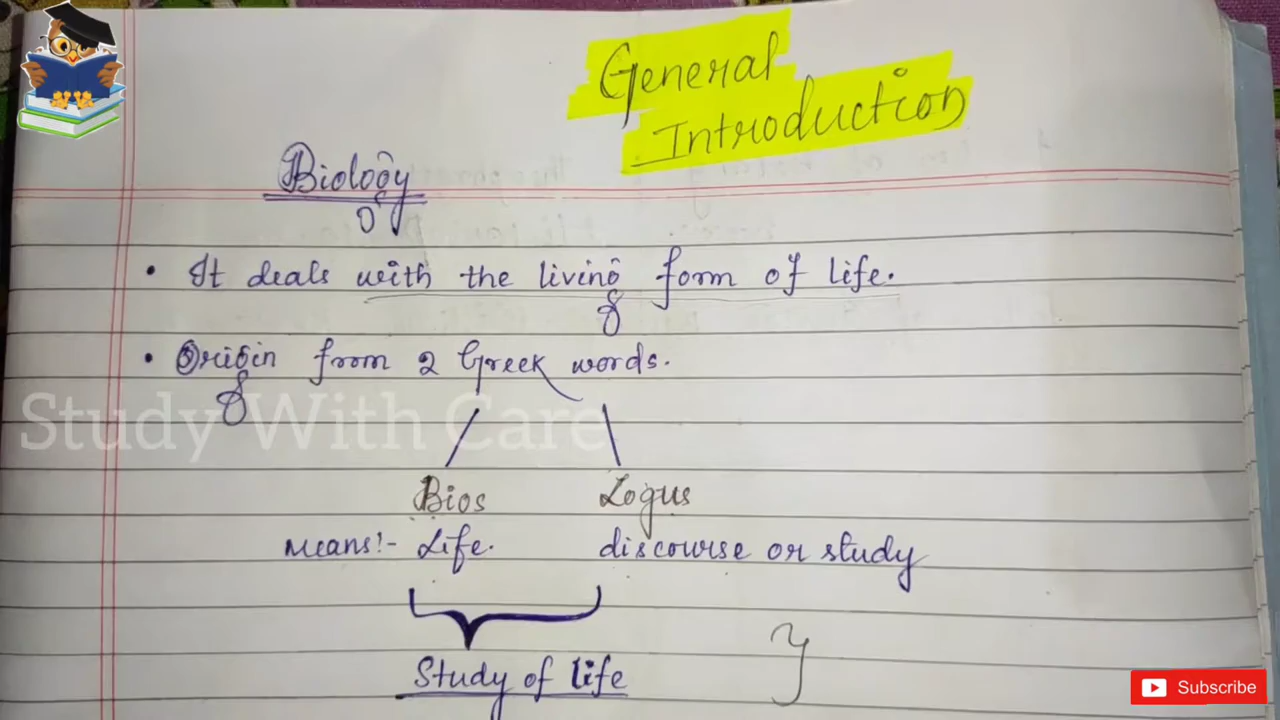 General
Introduction
Biology
• It deals with the living form of life.
• Origin from 2 Greek words.
Study With Care
Bios Logus
Means:- Life. discourse or study
Study of life
y
Subscribe